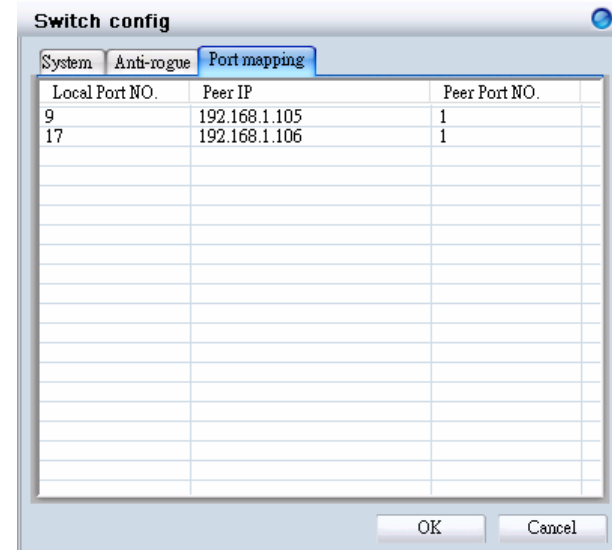 Switch config
System Anti-rogue Port mapping
Local Port NO. Peer IP Peer Port NO.
9 192.168.1.105 1
17 192.168.1.106 1
OK Cancel